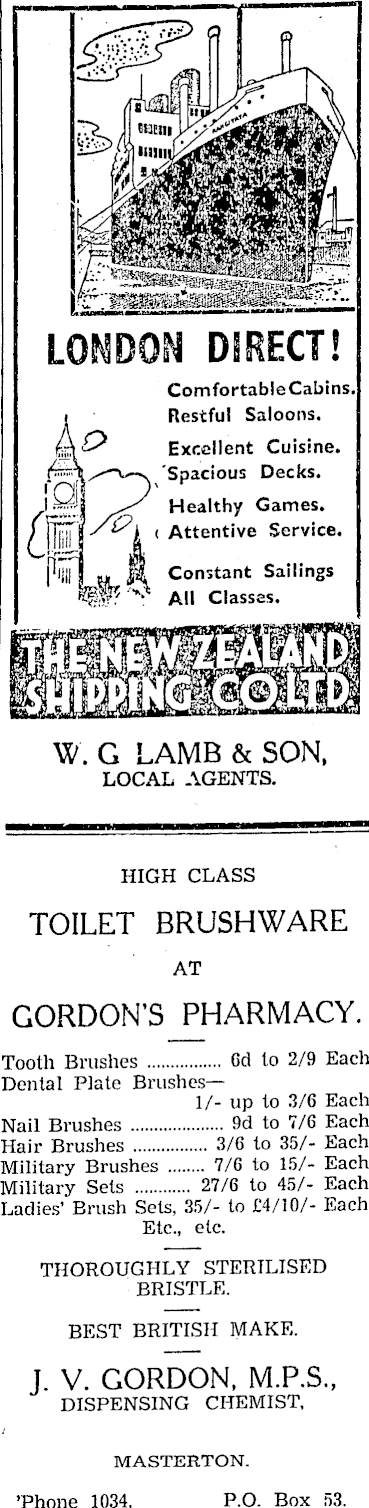 RANGITATA
LONDON DIRECT!
Comfortable Cabins.
Restful Saloons.
Excellent Cuisine.
Spacious Decks.
Healthy Games.
Attentive Service.
Constant Sailings
All Classes.
THE NEW ZEALAND
SHIPPING CO LTD
W. G LAMB & SON,
LOCAL AGENTS.
HIGH CLASS
TOILET BRUSHWARE
AT
GORDON'S PHARMACY.
Tooth Brushes ............... 6d to 2/9 Each
Dental Plate Brushes—
1/- up to 3/6 Each
Nail Brushes ................... 9d to 7/6 Each
Hair Brushes ............... 3/6 to 35/- Each
Military Brushes ........ 7/6 to 15/- Each
Military Sets ............ 27/6 to 45/- Each
Ladies' Brush Sets, 35/- to £4/10/- Each
Etc., etc.
THOROUGHLY STERILISED
BRISTLE.
BEST BRITISH MAKE.
J. V. GORDON, M.P.S.,
DISPENSING CHEMIST,
MASTERTON.
'Phone 1034. P.O. Box 53.